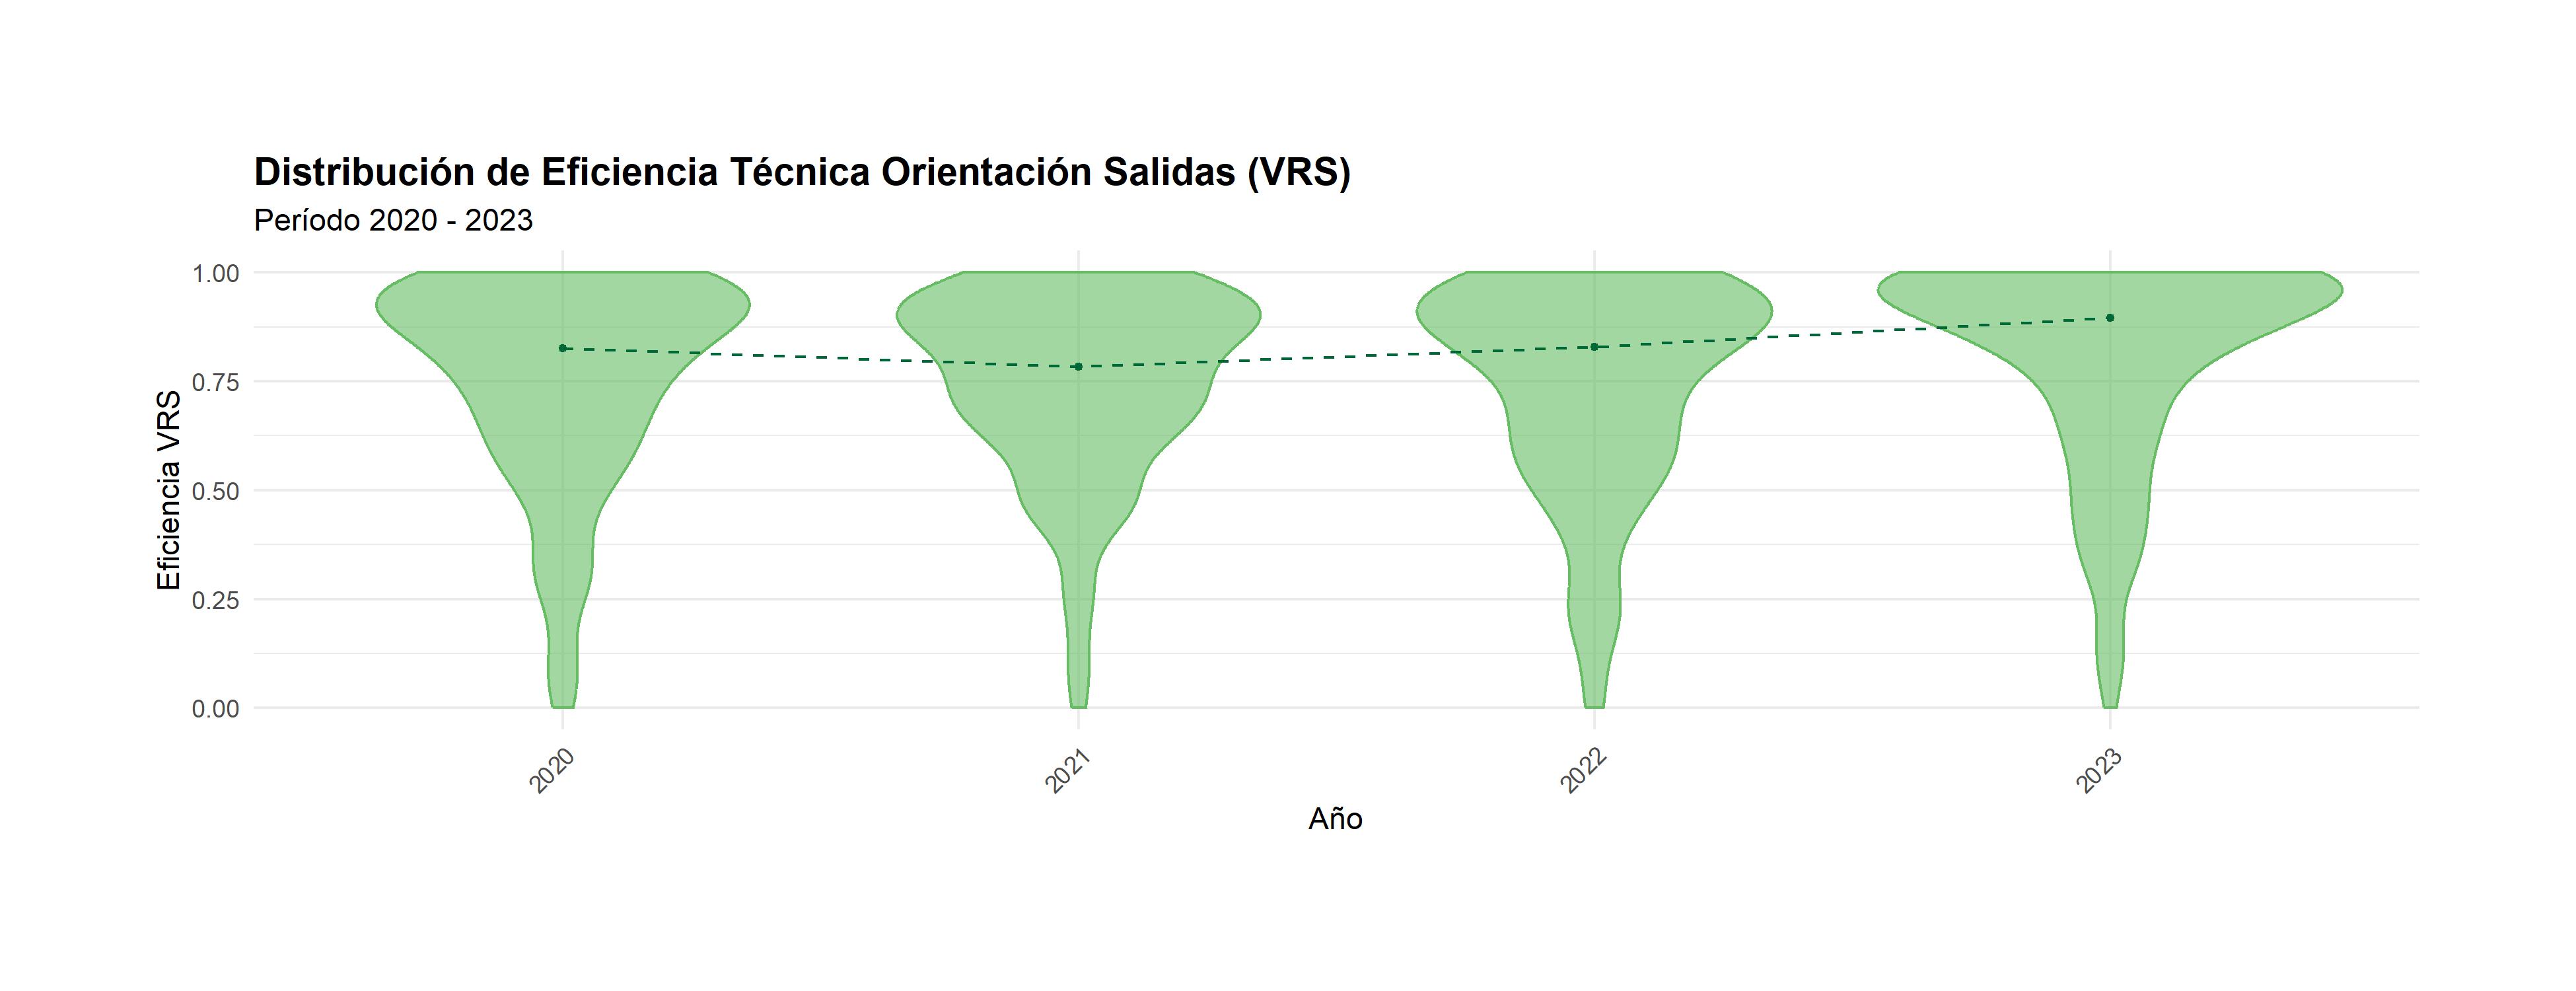 Distribución de Eficiencia Técnica Orientación Salidas (VRS)
Período 2020 - 2023
Eficiencia VRS
1.00
0.75
0.50
0.25
0.00
2020
2021
2022
2023
Año